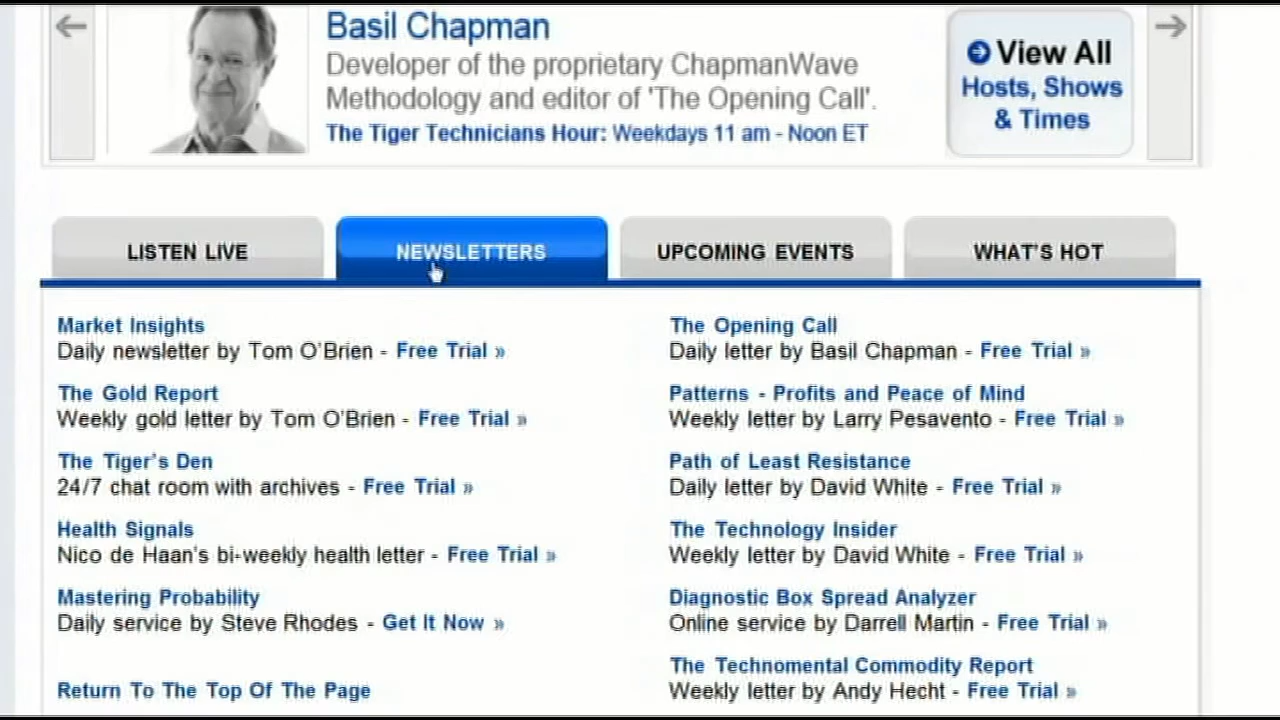 Basil Chapman
Developer of the proprietary ChapmanWave
Methodology and editor of 'The Opening Call'.
The Tiger Technicians Hour: Weekdays 11 am - Noon ET
View All
Hosts, Shows
& Times
LISTEN LIVE
NEWSLETTERS
UPCOMING EVENTS
WHAT'S HOT
Market Insights
Daily newsletter by Tom O'Brien - Free Trial »
The Gold Report
Weekly gold letter by Tom O'Brien - Free Trial »
The Tiger's Den
24/7 chat room with archives - Free Trial »
Health Signals
Nico de Haan's bi-weekly health letter - Free Trial »
Mastering Probability
Daily service by Steve Rhodes - Get It Now »
Return To The Top Of The Page
The Opening Call
Daily letter by Basil Chapman - Free Trial »
Patterns - Profits and Peace of Mind
Weekly letter by Larry Pesavento - Free Trial »
Path of Least Resistance
Daily letter by David White - Free Trial »
The Technology Insider
Weekly letter by David White - Free Trial »
Diagnostic Box Spread Analyzer
Online service by Darrell Martin - Free Trial »
The Technomental Commodity Report
Weekly letter by Andy Hecht - Free Trial »